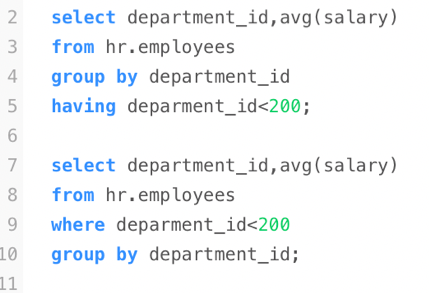 2 select department_id,avg(salary)
3 from hr.employees
4 group by department_id
5 having deparment_id<200;
6
7 select department_id,avg(salary)
8 from hr.employees
9 where deparment_id<200
10 group by department_id;
11